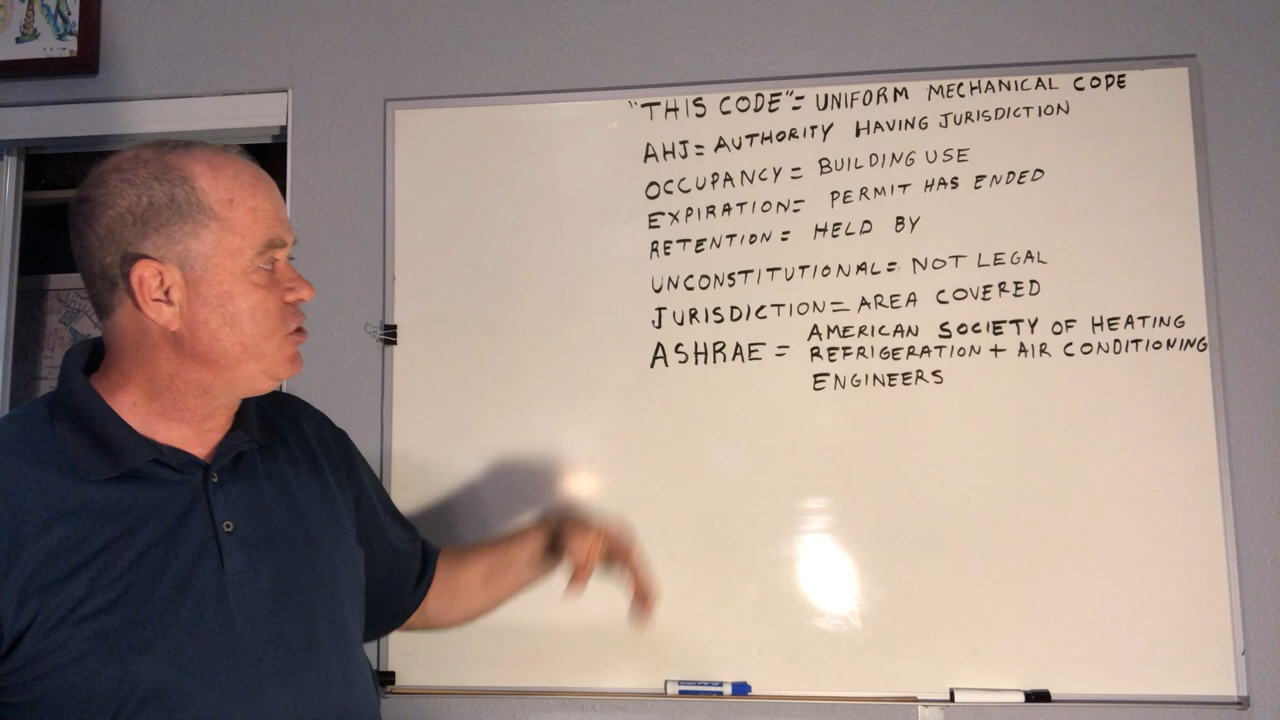 "THIS CODE"= UNIFORM MECHANICAL CODE
AHJ= AUTHORITY HAVING JURISDICTION
OCCUPANCY= BUILDING USE
EXPIRATION= PERMIT HAS ENDED
RETENTION= HELD BY
UNCONSTITUTIONAL= NOT LEGAL
JURISDICTION= AREA COVERED
ASHRAE= AMERICAN SOCIETY OF HEATING
REFRIGERATION + AIR CONDITIONING
ENGINEERS